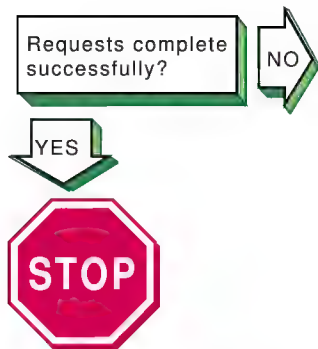 Requests complete
successfully?
NO
YES
STOP